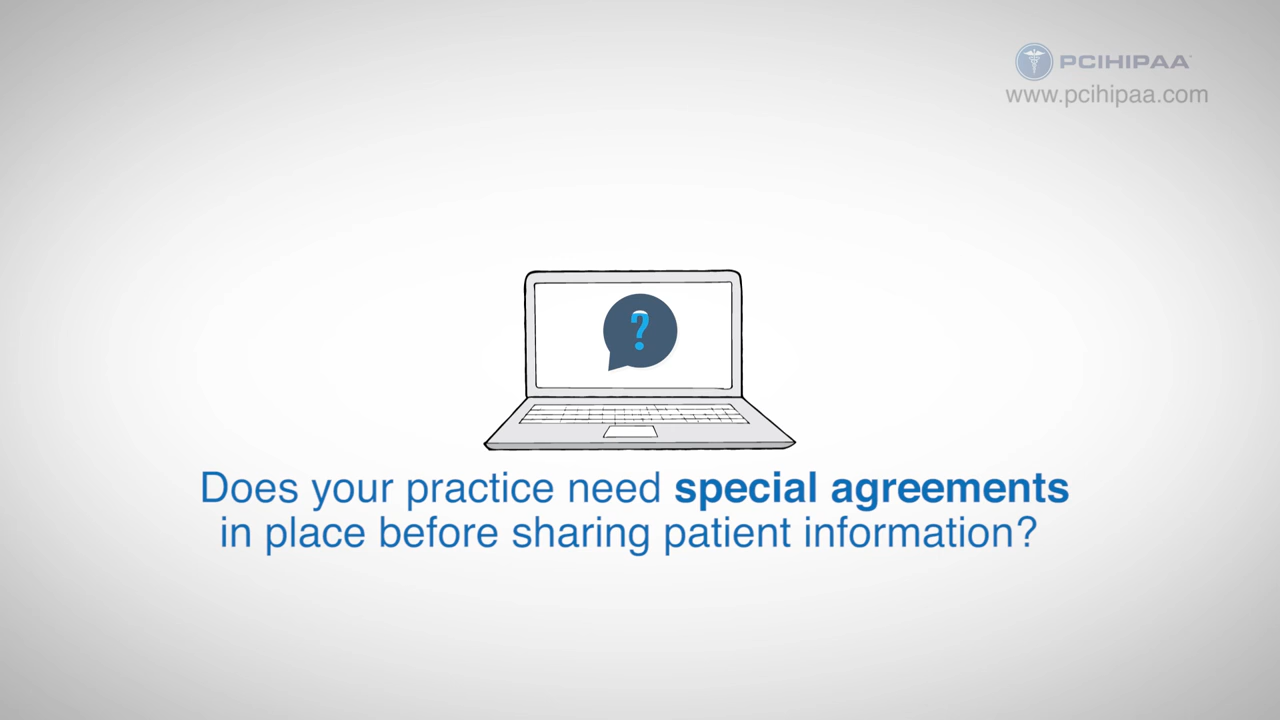 PCIHIPAA
www.pcihipaa.com
?
Does your practice need special agreements
in place before sharing patient information?